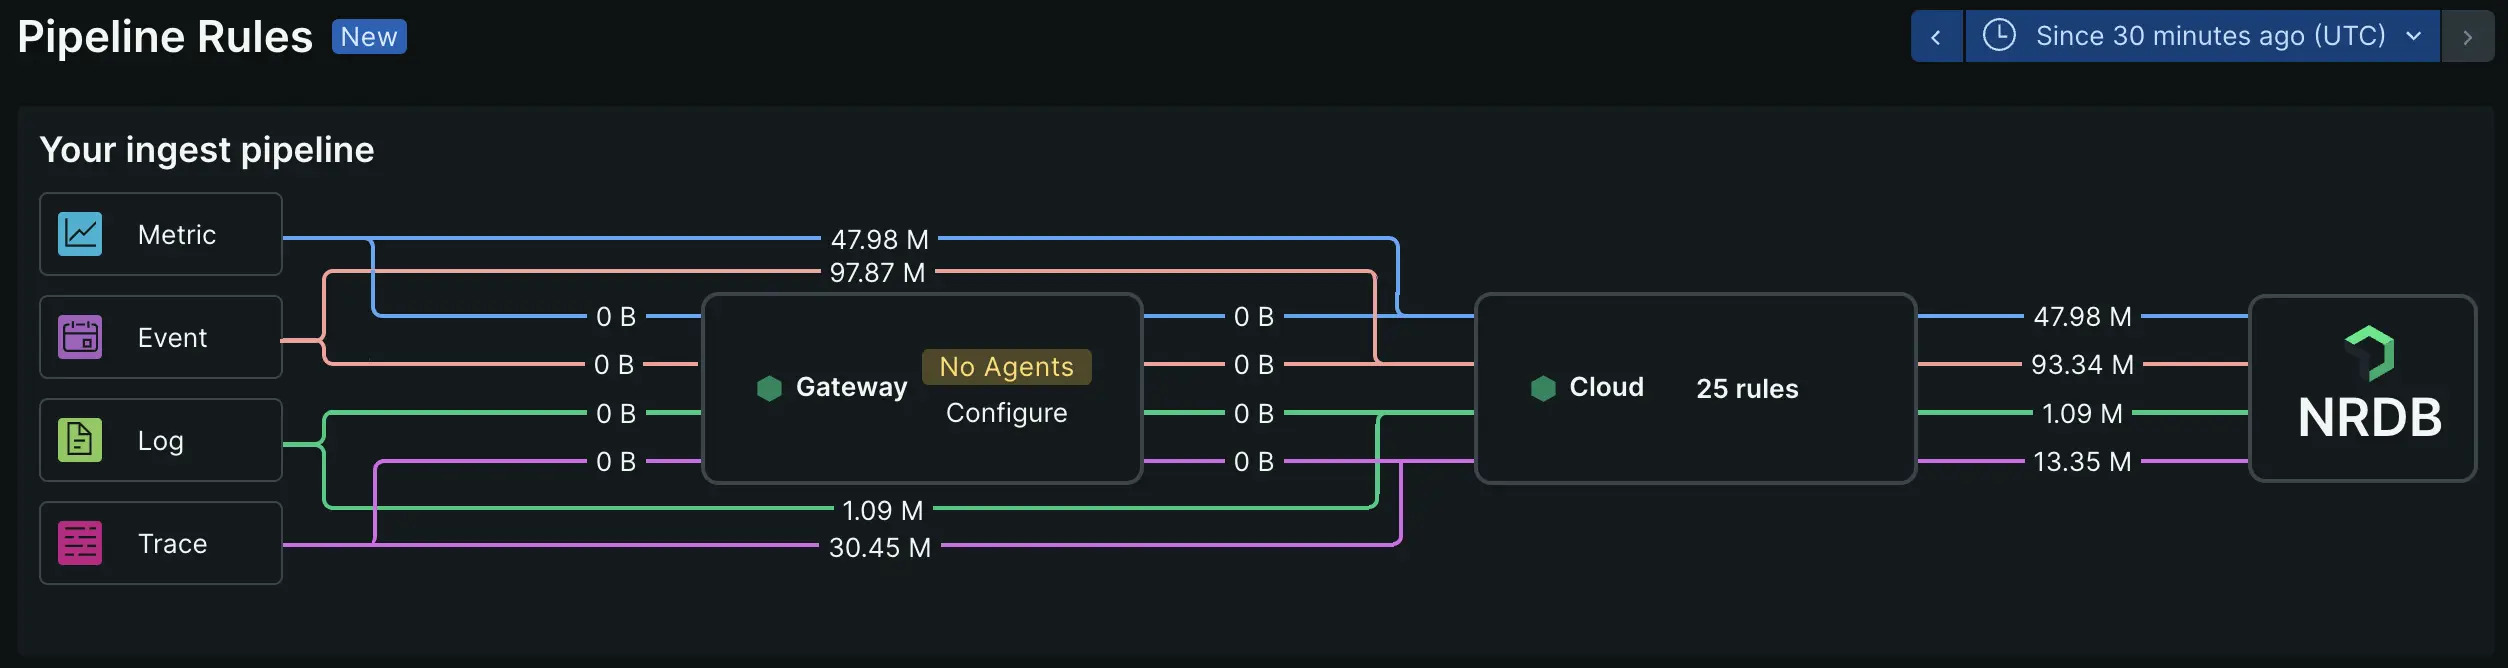 Pipeline Rules New
Since 30 minutes ago (UTC)
Your ingest pipeline
Metric
Event
Log
Trace
47.98 M
97.87 M
0 B
0 B
0 B
0 B
1.09 M
30.45 M
Gateway
No Agents
Configure
0 B
0 B
0 B
0 B
Cloud 25 rules
47.98 M
93.34 M
1.09 M
13.35 M
NRDB